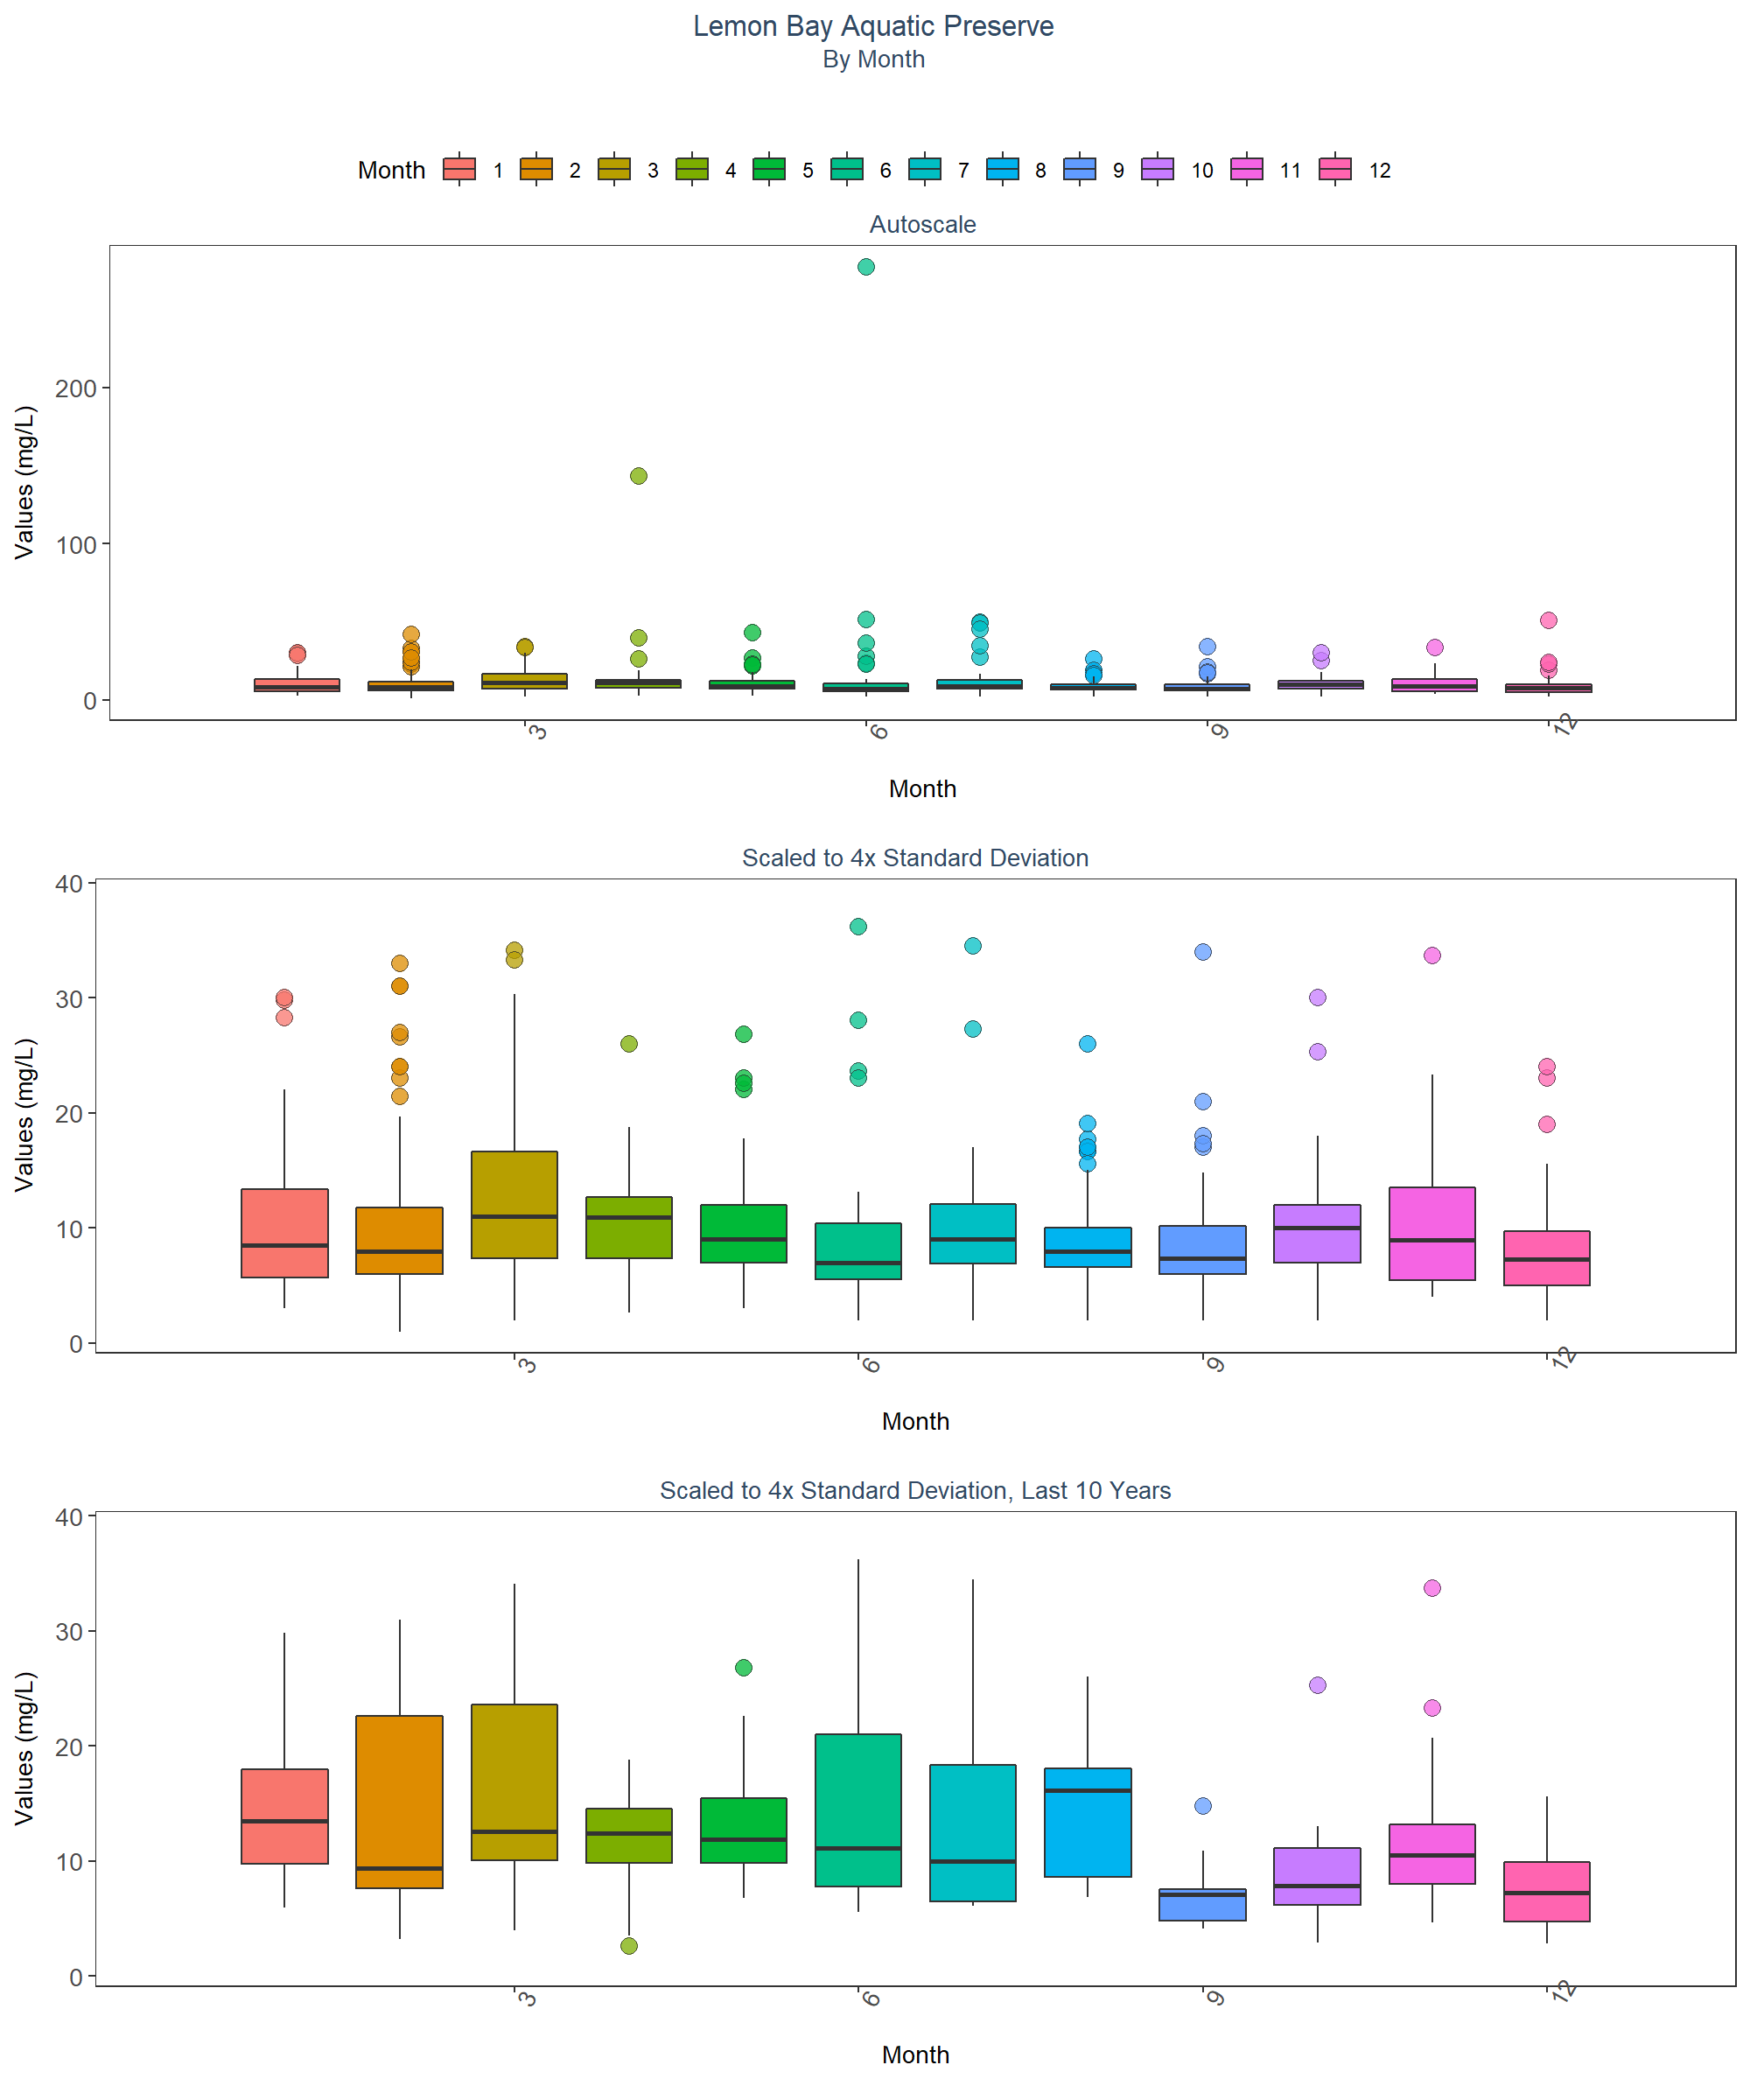 Lemon Bay Aquatic Preserve
By Month
Month 1 2 3 4 5 6 7 8 9 10 11 12
Autoscale
Values (mg/L)
200
100
0
3 6 9 12
Month
Scaled to 4x Standard Deviation
Values (mg/L)
40
30
20
10
0
3 6 9 12
Month
Scaled to 4x Standard Deviation, Last 10 Years
Values (mg/L)
40
30
20
10
0
3 6 9 12
Month